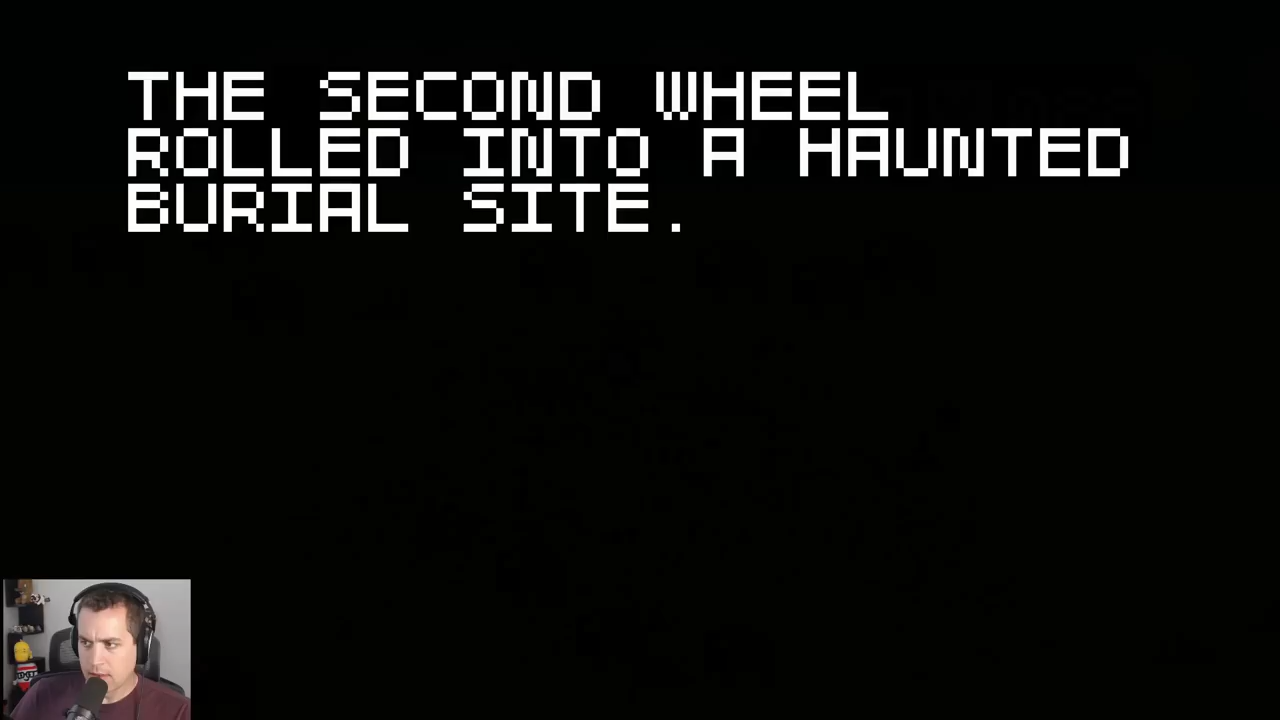 THE SECOND WHEEL
ROLLED INTO A HAUNTED
BURIAL SITE.